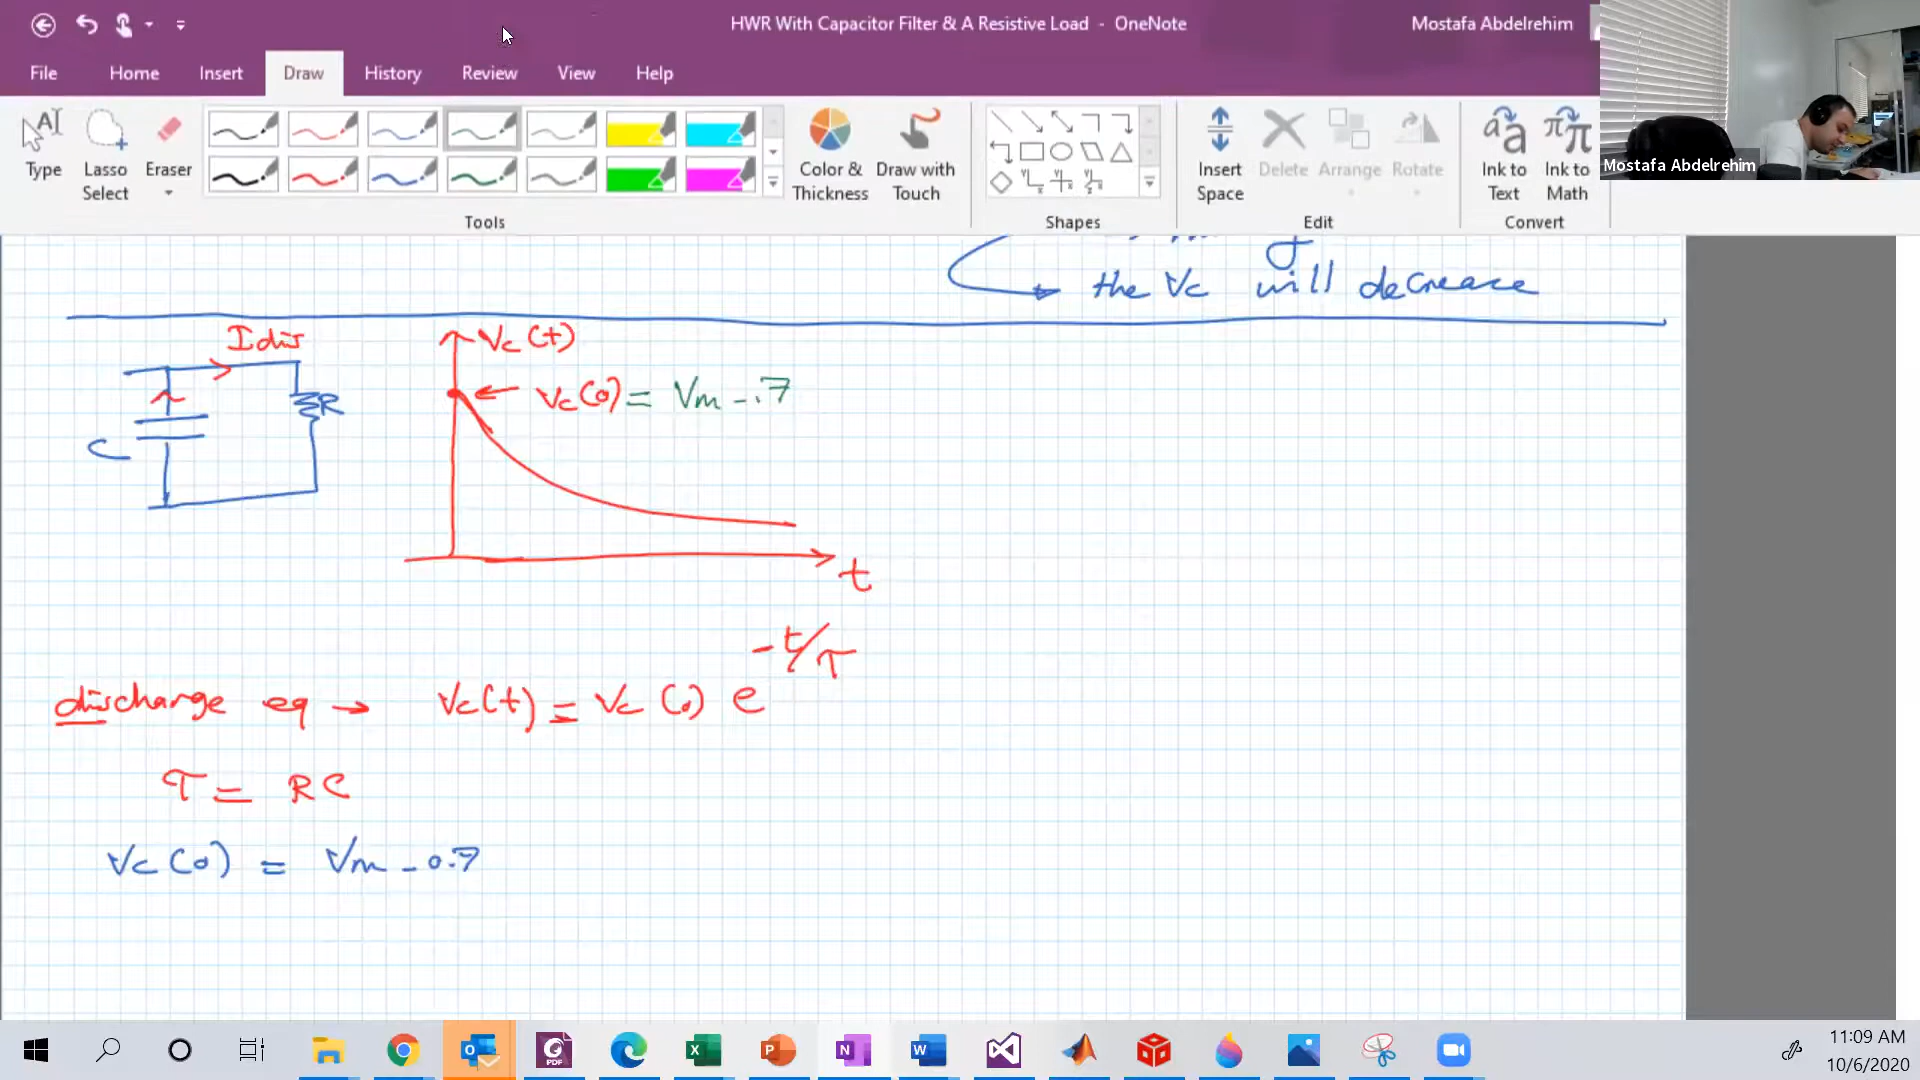 HWR With Capacitor Filter & A Resistive Load - OneNote
Mostafa Abdelrehim
File Home Insert Draw History Review View Help
Type
Lasso Select
Eraser
Color & Thickness
Draw with Touch
Insert Space
Delete
Arrange
Rotate
Ink to Text
Ink to Math
Tools
Shapes
Edit
Convert
Mostafa Abdelrehim
the Vc will decrease
Idis
Vc (t)
Vc(0) = Vm - .7
R
C
t
discharge eq → Vc(t) = Vc (0) e -t/τ
τ = RC
Vc (0) = Vm - 0.7
11:09 AM
10/6/2020